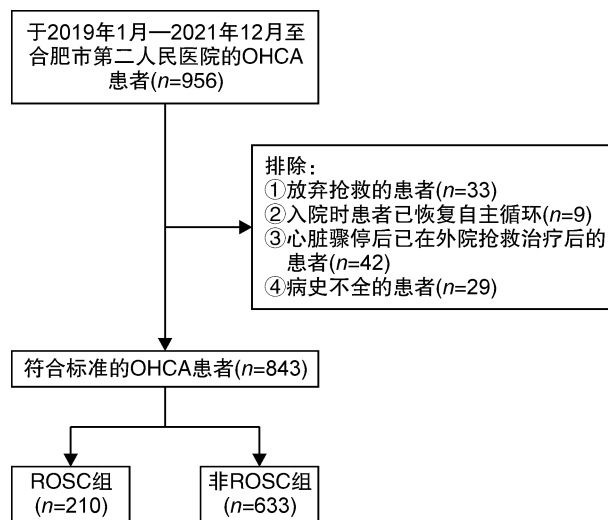 于2019年1月—2021年12月至
合肥市第二人民医院的OHCA
患者(n=956)
排除：
①放弃抢救的患者(n=33)
②入院时患者已恢复自主循环(n=9)
③心脏骤停后已在外院抢救治疗后的
患者(n=42)
④病史不全的患者(n=29)
符合标准的OHCA患者(n=843)
ROSC组
(n=210)
非ROSC组
(n=633)